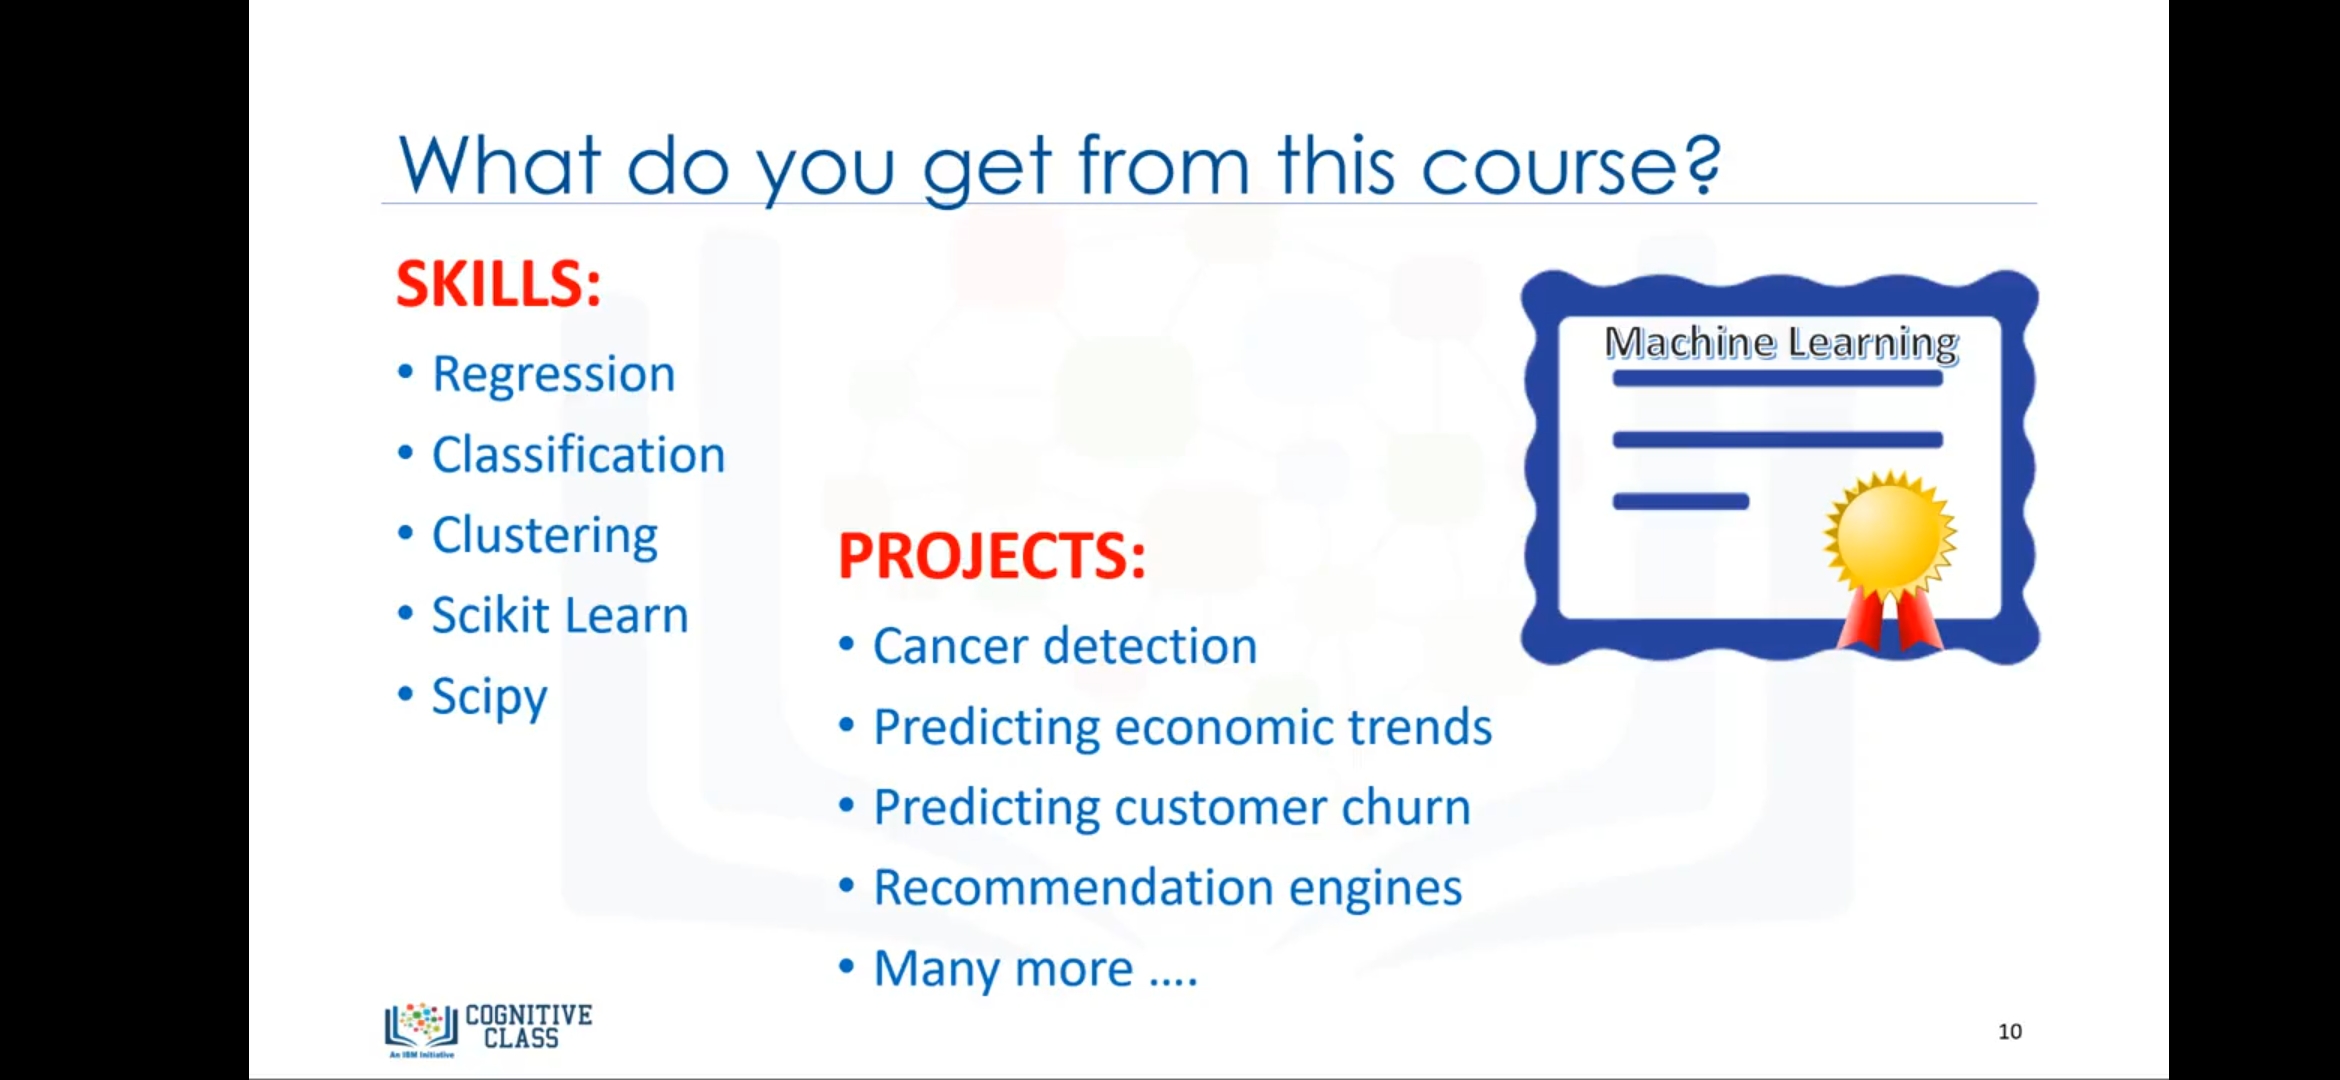 What do you get from this course?
SKILLS:
• Regression
• Classification
• Clustering
• Scikit Learn
• Scipy
PROJECTS:
• Cancer detection
• Predicting economic trends
• Predicting customer churn
• Recommendation engines
• Many more ....
Machine Learning
COGNITIVE
CLASS
An IBM Initiative
10